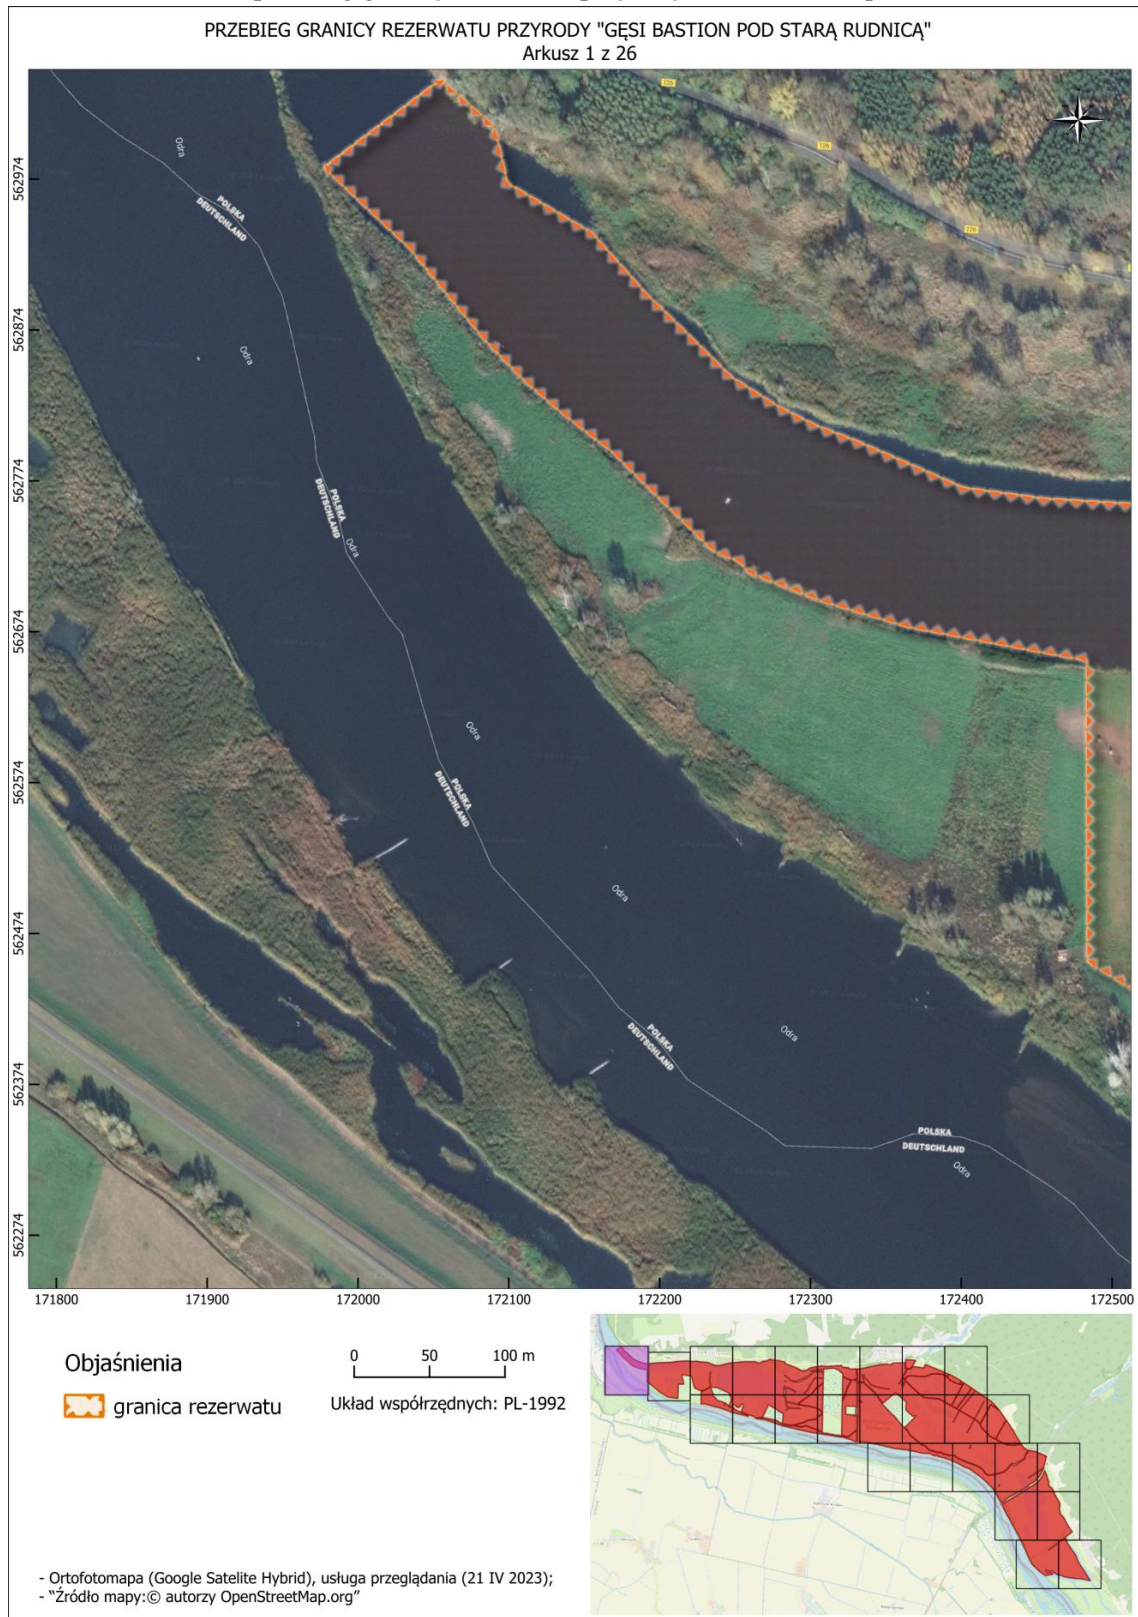 PRZEBIEG GRANICY REZERWATU PRZYRODY "GĘSI BASTION POD STARĄ RUDNICĄ"
Arkusz 1 z 26
126
Odra
POLSKA
DEUTSCHLAND
126
126
562974
562874
562774
562674
562574
562474
562374
562274
Odra
POLSKA
DEUTSCHLAND
Odra
Odra
POLSKA
DEUTSCHLAND
Odra
POLSKA
DEUTSCHLAND
Odra
POLSKA
DEUTSCHLAND
Odra
171800
171900
172000
172100
172200
172300
172400
172500
Objaśnienia
granica rezerwatu
0 50 100 m
Układ współrzędnych: PL-1992
- Ortofotomapa (Google Satelite Hybrid), usługa przeglądania (21 IV 2023);
- "Źródło mapy:© autorzy OpenStreetMap.org”